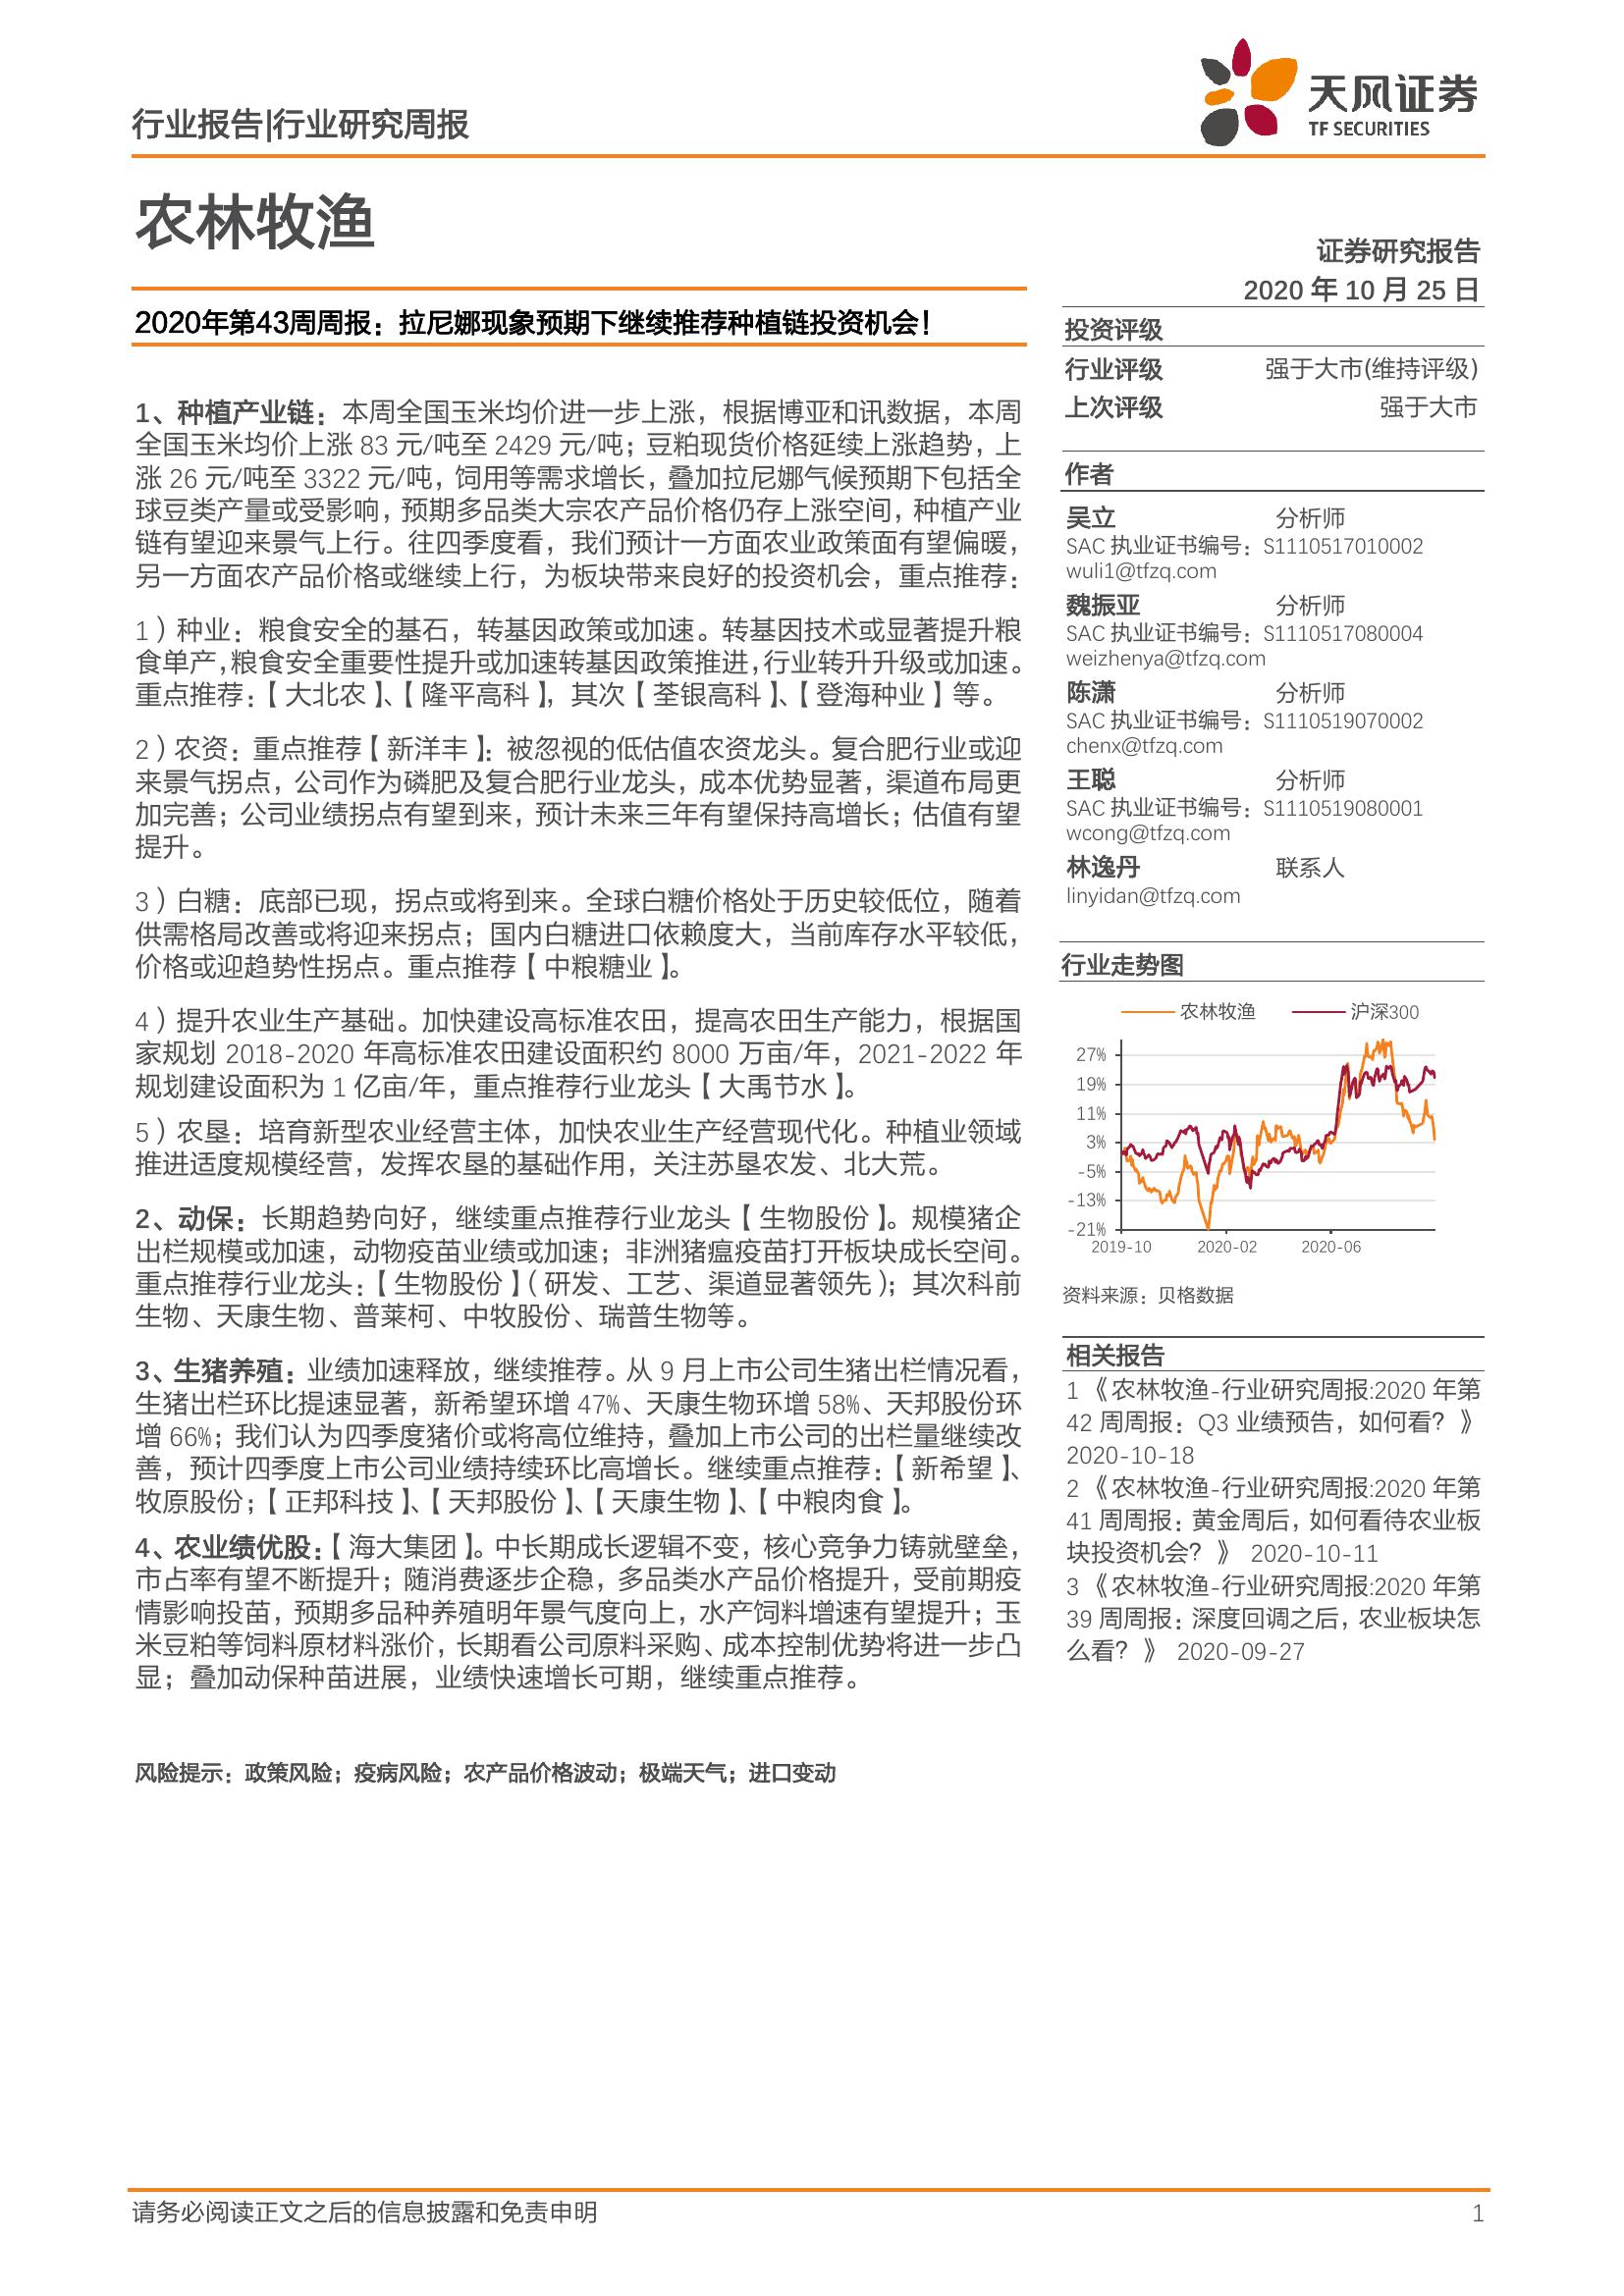 行业报告|行业研究周报
天风证券
TF SECURITIES
农林牧渔
证券研究报告
2020 年 10 月 25 日
2020年第43周周报：拉尼娜现象预期下继续推荐种植链投资机会！
投资评级
行业评级 强于大市(维持评级)
上次评级 强于大市
1、种植产业链：本周全国玉米均价进一步上涨，根据博亚和讯数据，本周
全国玉米均价上涨 83 元/吨至 2429 元/吨；豆粕现货价格延续上涨趋势，上
涨 26 元/吨至 3322 元/吨，饲用等需求增长，叠加拉尼娜气候预期下包括全
球豆类产量或受影响，预期多品类大宗农产品价格仍存上涨空间，种植产业
链有望迎来景气上行。往四季度看，我们预计一方面农业政策面有望偏暖，
另一方面农产品价格或继续上行，为板块带来良好的投资机会，重点推荐：
1）种业：粮食安全的基石，转基因政策或加速。转基因技术或显著提升粮
食单产，粮食安全重要性提升或加速转基因政策推进，行业转升升级或加速。
重点推荐：【大北农】、【隆平高科】，其次【荃银高科】、【登海种业】等。
2）农资：重点推荐【新洋丰】：被忽视的低估值农资龙头。复合肥行业或迎
来景气拐点，公司作为磷肥及复合肥行业龙头，成本优势显著，渠道布局更
加完善；公司业绩拐点有望到来，预计未来三年有望保持高增长；估值有望
提升。
3）白糖：底部已现，拐点或将到来。全球白糖价格处于历史较低位，随着
供需格局改善或将迎来拐点；国内白糖进口依赖度大，当前库存水平较低，
价格或迎趋势性拐点。重点推荐【中粮糖业】。
4）提升农业生产基础。加快建设高标准农田，提高农田生产能力，根据国
家规划 2018-2020 年高标准农田建设面积约 8000 万亩/年，2021-2022 年
规划建设面积为 1 亿亩/年，重点推荐行业龙头【大禹节水】。
5）农垦：培育新型农业经营主体，加快农业生产经营现代化。种植业领域
推进适度规模经营，发挥农垦的基础作用，关注苏垦农发、北大荒。
2、动保：长期趋势向好，继续重点推荐行业龙头【生物股份】。规模猪企
出栏规模或加速，动物疫苗业绩或加速；非洲猪瘟疫苗打开板块成长空间。
重点推荐行业龙头：【生物股份】（研发、工艺、渠道显著领先）；其次科前
生物、天康生物、普莱柯、中牧股份、瑞普生物等。
3、生猪养殖：业绩加速释放，继续推荐。从 9 月上市公司生猪出栏情况看，
生猪出栏环比提速显著，新希望环增 47%、天康生物环增 58%、天邦股份环
增 66%；我们认为四季度猪价或将高位维持，叠加上市公司的出栏量继续改
善，预计四季度上市公司业绩持续环比高增长。继续重点推荐：【新希望】、
牧原股份；【正邦科技】、【天邦股份】、【天康生物】、【中粮肉食】。
4、农业绩优股：【海大集团】。中长期成长逻辑不变，核心竞争力铸就壁垒，
市占率有望不断提升；随消费逐步企稳，多品类水产品价格提升，受前期疫
情影响投苗，预期多品种养殖明年景气度向上，水产饲料增速有望提升；玉
米豆粕等饲料原材料涨价，长期看公司原料采购、成本控制优势将进一步凸
显；叠加动保种苗进展，业绩快速增长可期，继续重点推荐。
风险提示：政策风险；疫病风险；农产品价格波动；极端天气；进口变动
作者
吴立 分析师
SAC 执业证书编号：S1110517010002
wuli1@tfzq.com
魏振亚 分析师
SAC 执业证书编号：S1110517080004
weizhenya@tfzq.com
陈潇 分析师
SAC 执业证书编号：S1110519070002
chenx@tfzq.com
王聪 分析师
SAC 执业证书编号：S1110519080001
wcong@tfzq.com
林逸丹 联系人
linyidan@tfzq.com
行业走势图
农林牧渔 沪深300
27%
19%
11%
3%
-5%
-13%
-21%
2019-10 2020-02 2020-06
资料来源：贝格数据
相关报告
1 《农林牧渔-行业研究周报:2020 年第
42 周周报：Q3 业绩预告，如何看？》
2020-10-18
2 《农林牧渔-行业研究周报:2020 年第
41 周周报：黄金周后，如何看待农业板
块投资机会？》 2020-10-11
3 《农林牧渔-行业研究周报:2020 年第
39 周周报：深度回调之后，农业板块怎
么看？》 2020-09-27
请务必阅读正文之后的信息披露和免责申明 1